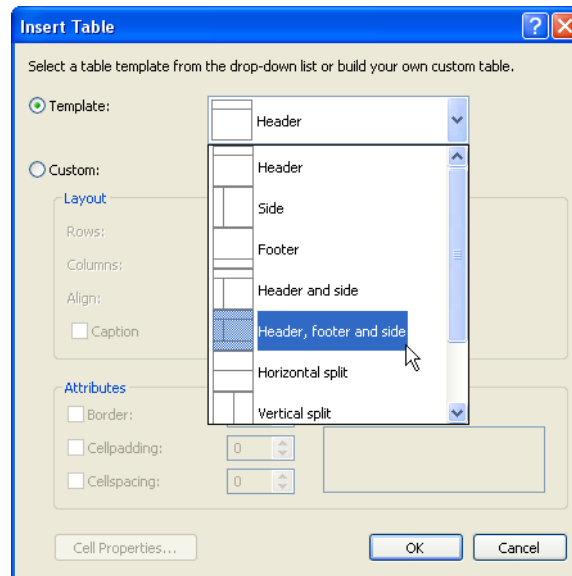 Insert Table
Select a table template from the drop-down list or build your own custom table.
Template:
Header
Custom:
Header
Layout
Side
Rows:
Footer
Columns:
Header and side
Align:
Caption
Header, footer and side
Horizontal split
Attributes
Vertical split
Border:
Cellpadding:
0
Cellspacing:
0
Cell Properties...
OK
Cancel